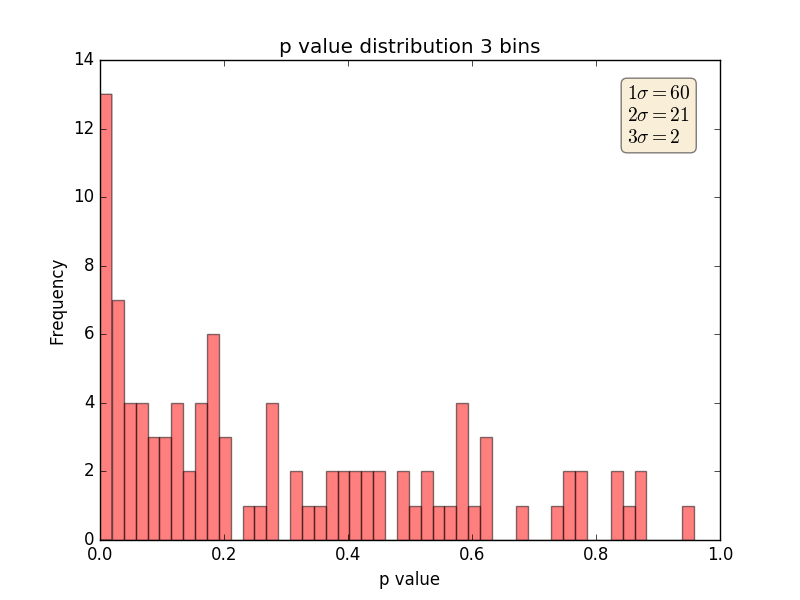 p value distribution 3 bins
14
12
10
8
6
4
2
0
Frequency
1σ = 60
2σ = 21
3σ = 2
0.0 0.2 0.4 0.6 0.8 1.0
p value